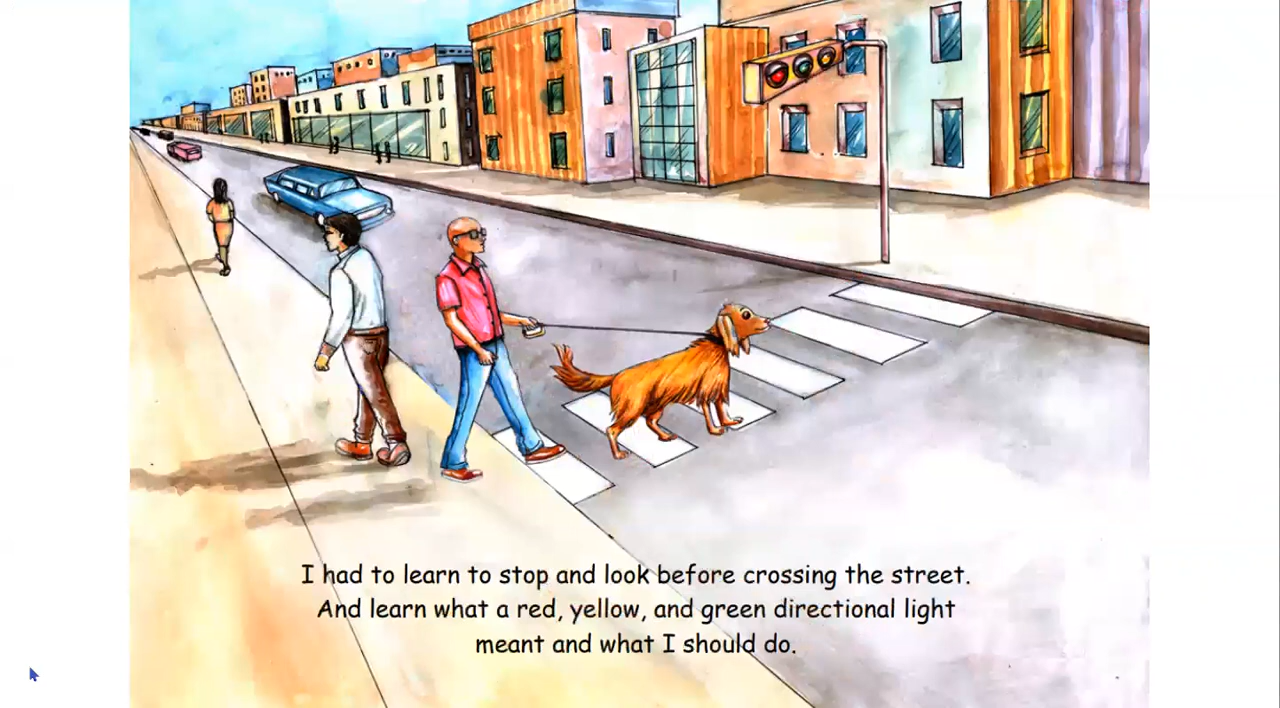 I had to learn to stop and look before crossing the street.
And learn what a red, yellow, and green directional light
meant and what I should do.